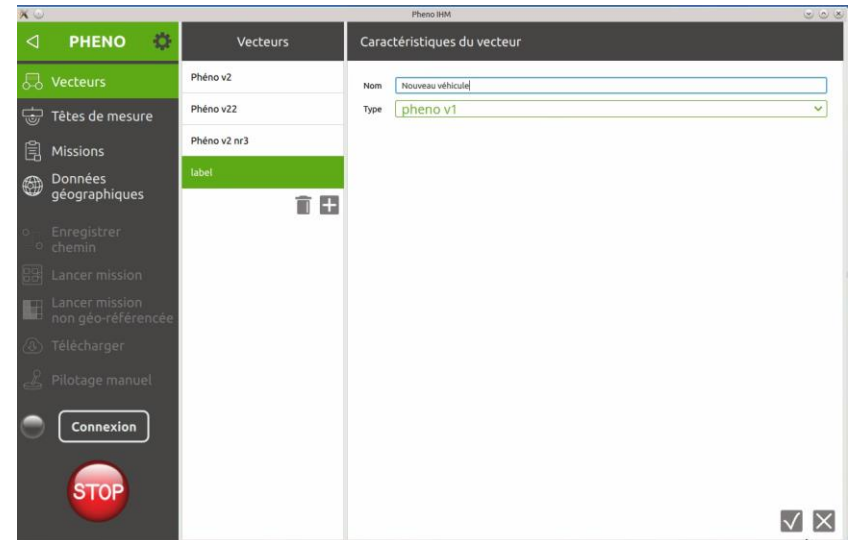 Pheno IHM
PHENO
Vecteurs
Têtes de mesure
Missions
Données
géographiques
Enregistrer
chemin
Lancer mission
Lancer mission
non géo-référencée
Télécharger
Pilotage manuel
Connexion
STOP
Vecteurs
Phéno v2
Phéno v22
Phéno v2 nr3
label
Caractéristiques du vecteur
Nom Nouveau véhicule
Type pheno v1